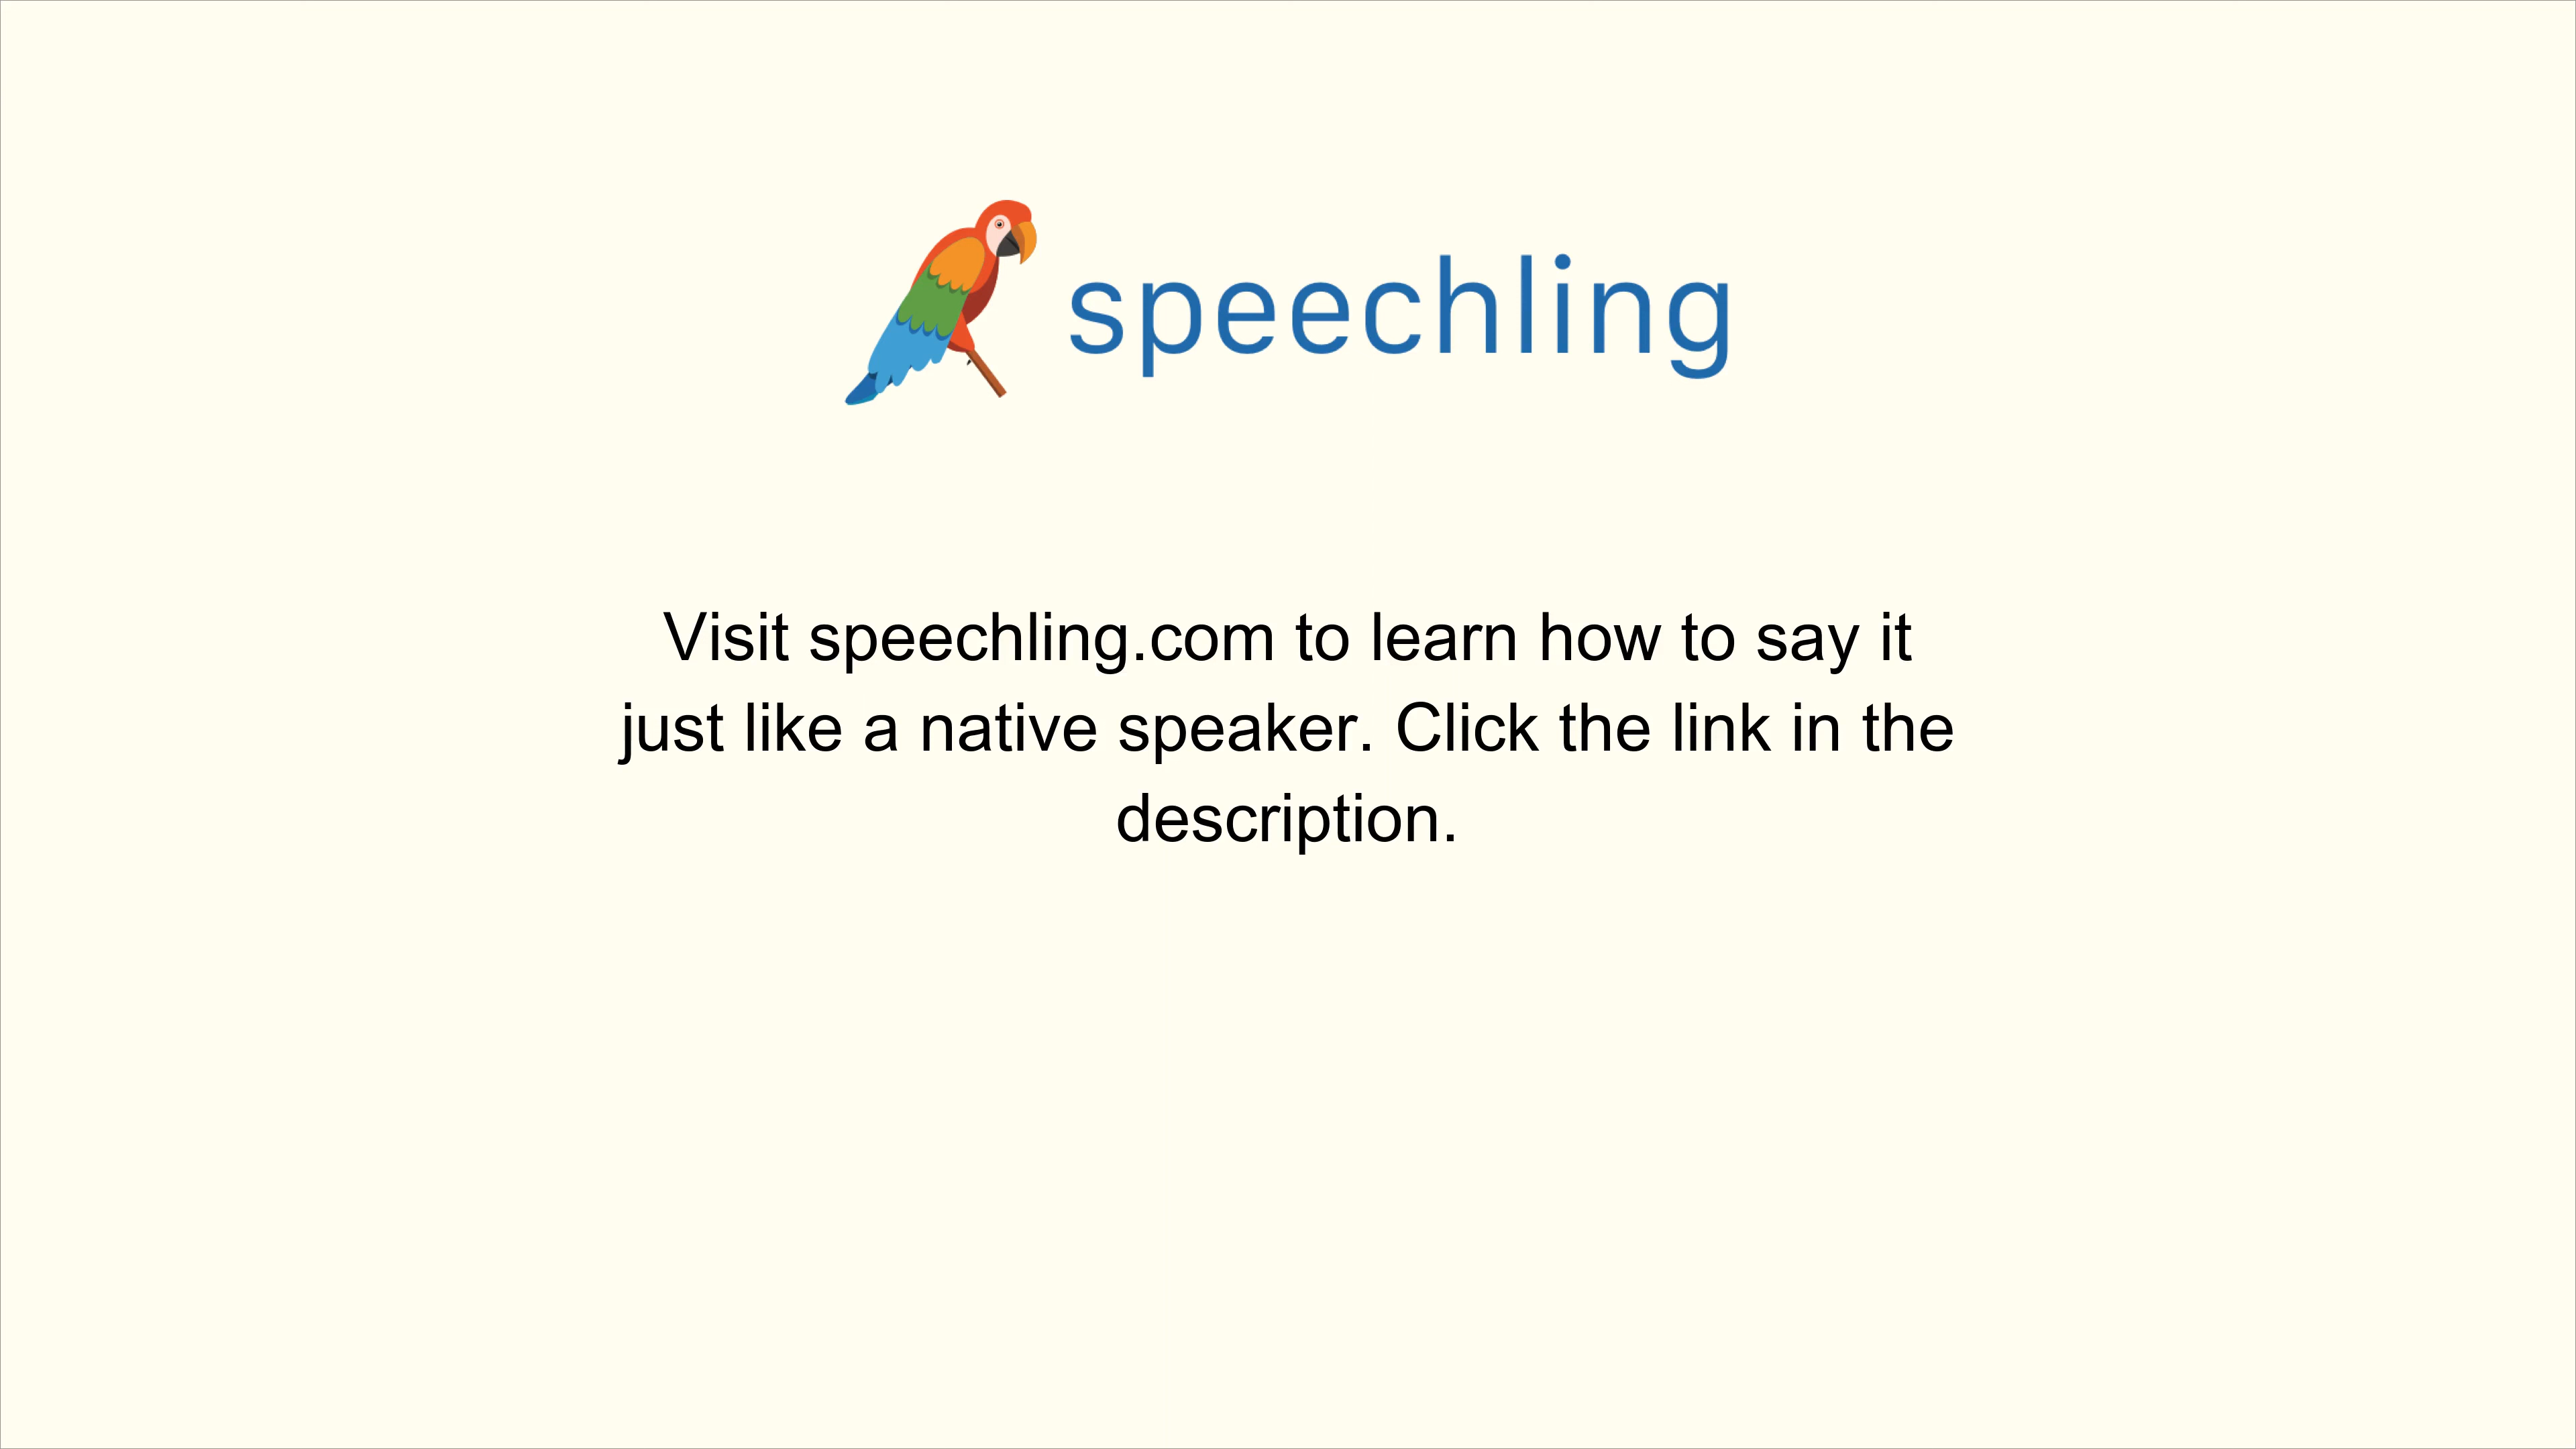 speechling
Visit speechling.com to learn how to say it
just like a native speaker. Click the link in the
description.